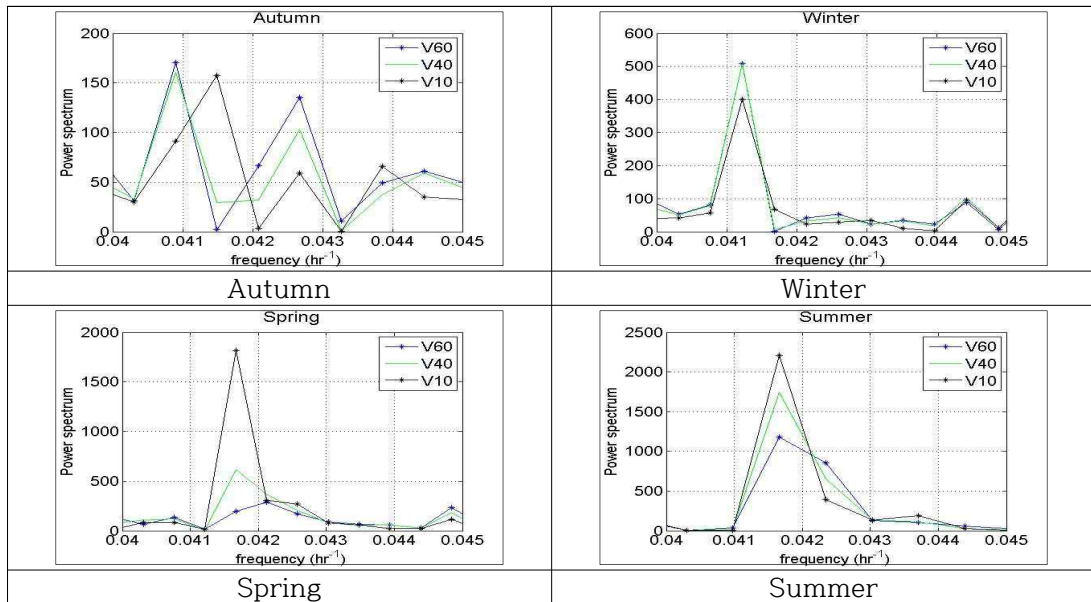 Autumn
200
150
100
50
0
Power spectrum
V60
V40
V10
0.04 0.041 0.042 0.043 0.044 0.045
frequency (hr-1)
Autumn
Winter
600
500
400
300
200
100
0
Power spectrum
V60
V40
V10
0.04 0.041 0.042 0.043 0.044 0.045
frequency (hr-1)
Winter
Spring
2000
1500
1000
500
0
Power spectrum
V60
V40
V10
0.04 0.041 0.042 0.043 0.044 0.045
frequency (hr-1)
Spring
Summer
2500
2000
1500
1000
500
0
Power spectrum
V60
V40
V10
0.04 0.041 0.042 0.043 0.044 0.045
frequency (hr-1)
Summer